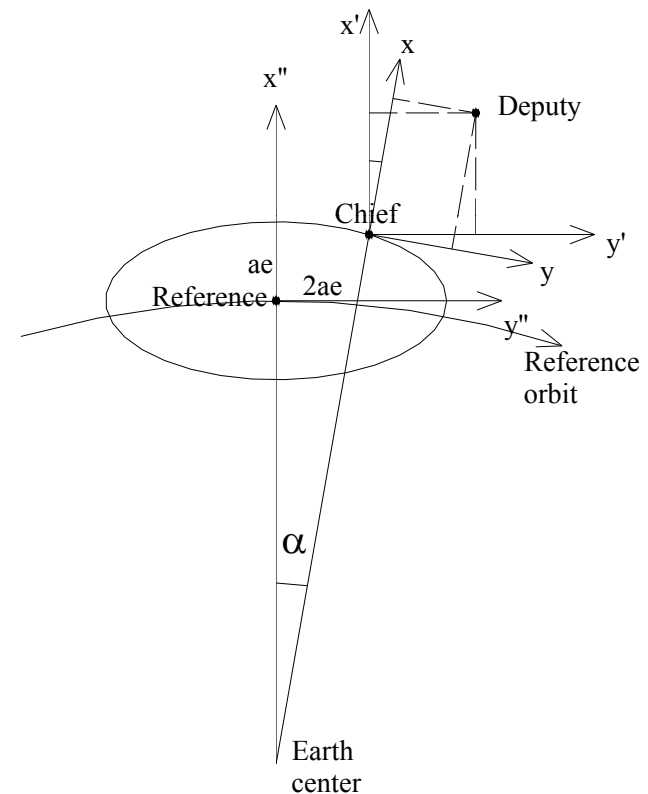 x'
x
x"
Deputy
Chief
y'
ae
y
Reference
2ae
y"
Reference
orbit
α
Earth
center